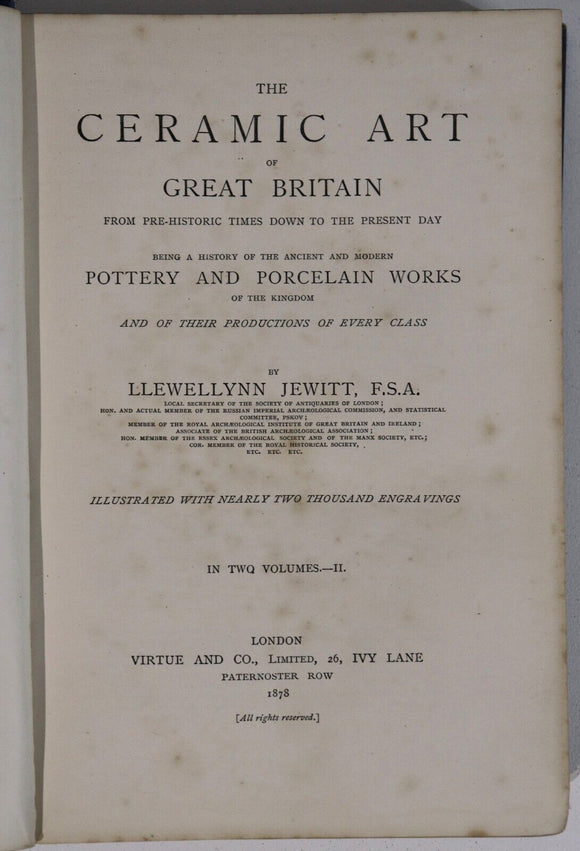 THE
CERAMIC ART
OF
GREAT BRITAIN
FROM PRE-HISTORIC TIMES DOWN TO THE PRESENT DAY
BEING A HISTORY OF THE ANCIENT AND MODERN
POTTERY AND PORCELAIN WORKS
OF THE KINGDOM
AND OF THEIR PRODUCTIONS OF EVERY CLASS
BY
LLEWELLYNN JEWITT, F.S.A.
LOCAL SECRETARY OF THE SOCIETY OF ANTIQUARIES OF LONDON;
HON. AND ACTUAL MEMBER OF THE RUSSIAN IMPERIAL ARCHÆOLOGICAL COMMISSION, AND STATISTICAL
COMMITTEE, PSKOV;
MEMBER OF THE ROYAL ARCHÆOLOGICAL INSTITUTE OF GREAT BRITAIN AND IRELAND;
ASSOCIATE OF THE BRITISH ARCHÆOLOGICAL ASSOCIATION;
HON. MEMBER OF THE ESSEX ARCHÆOLOGICAL SOCIETY AND OF THE MANX SOCIETY, ETC.;
COR. MEMBER OF THE ROYAL HISTORICAL SOCIETY,
ETC. ETC. ETC.
ILLUSTRATED WITH NEARLY TWO THOUSAND ENGRAVINGS
IN TWO VOLUMES.—II.
LONDON
VIRTUE AND CO., LIMITED, 26, IVY LANE
PATERNOSTER ROW
1878
[All rights reserved.]